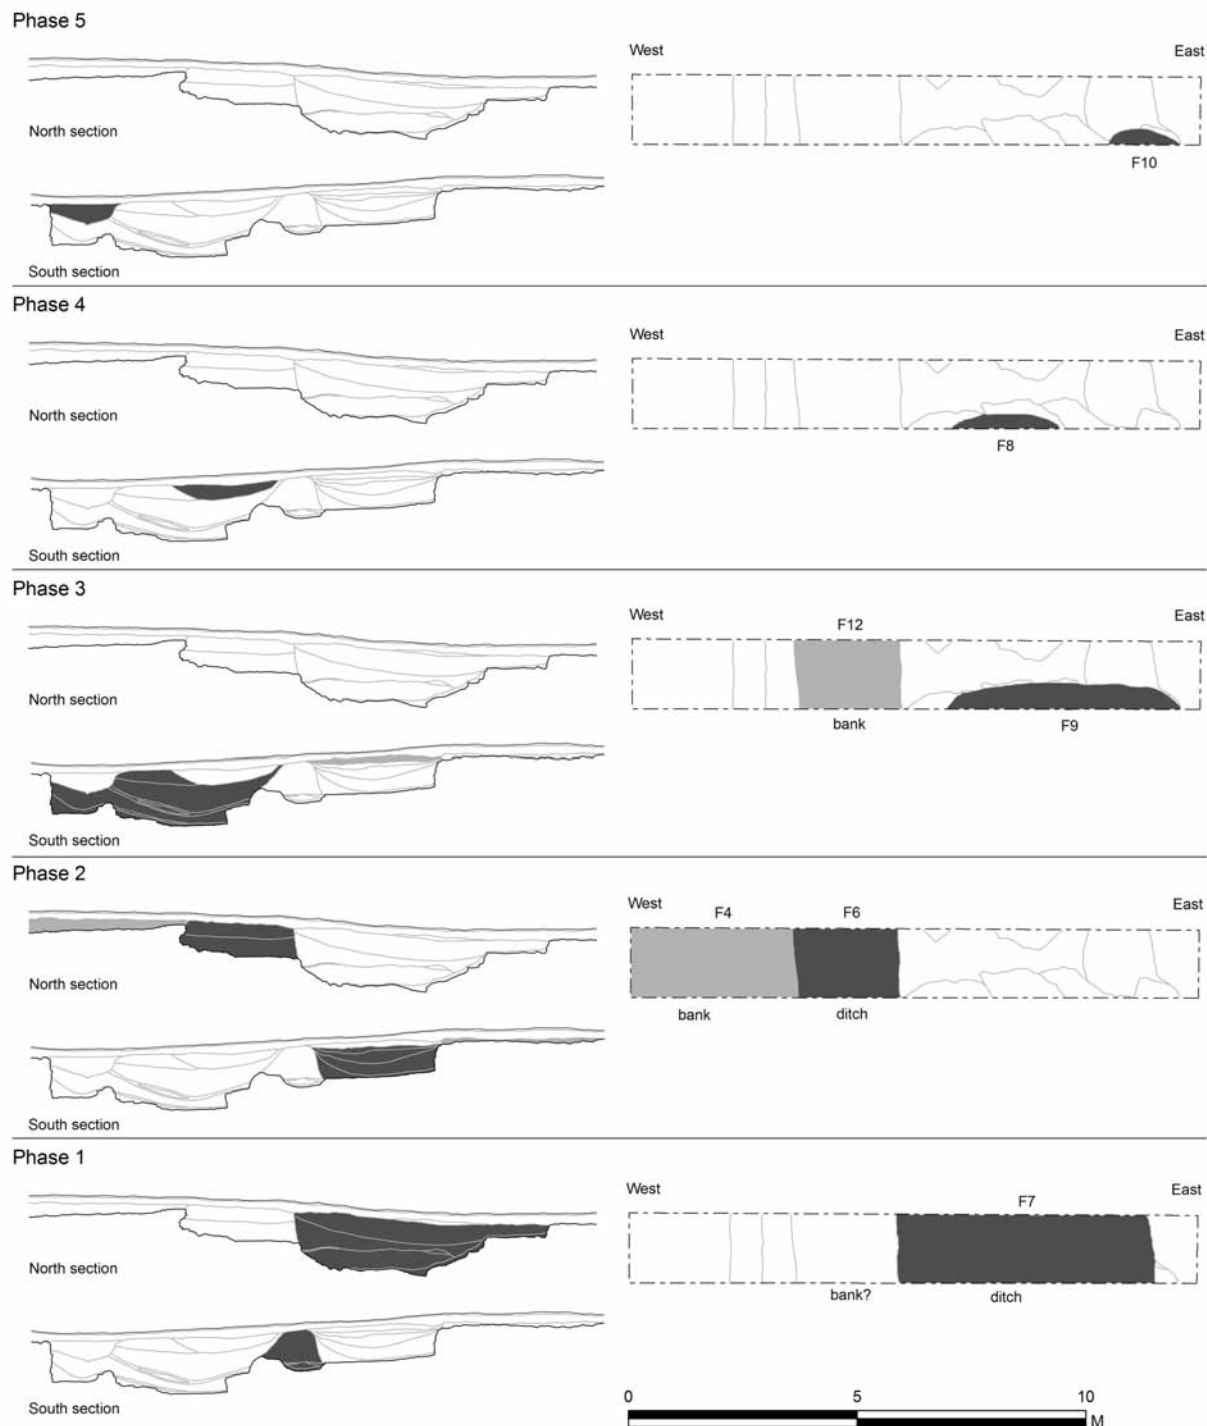 Phase 5
West East
North section
F10
South section
Phase 4
West East
North section
F8
South section
Phase 3
West East
F12
North section
bank F9
South section
Phase 2
West F4 F6 East
North section
bank ditch
South section
Phase 1
West F7 East
North section
bank? ditch
South section
0 5 10
M